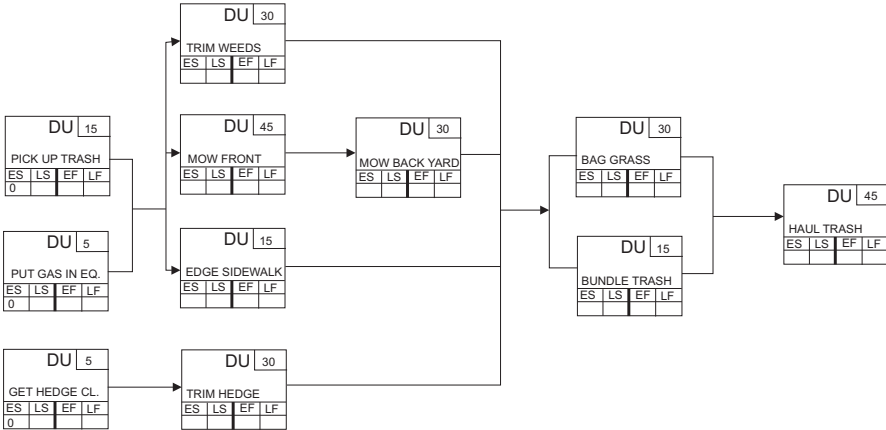 DU 30
TRIM WEEDS
ES LS EF LF
DU 15
PICK UP TRASH
ES LS EF LF
0
DU 45
MOW FRONT
ES LS EF LF
DU 30
MOW BACK YARD
ES LS EF LF
DU 30
BAG GRASS
ES LS EF LF
DU 45
HAUL TRASH
ES LS EF LF
DU 5
PUT GAS IN EQ.
ES LS EF LF
0
DU 15
EDGE SIDEWALK
ES LS EF LF
DU 15
BUNDLE TRASH
ES LS EF LF
DU 5
GET HEDGE CL.
ES LS EF LF
0
DU 30
TRIM HEDGE
ES LS EF LF